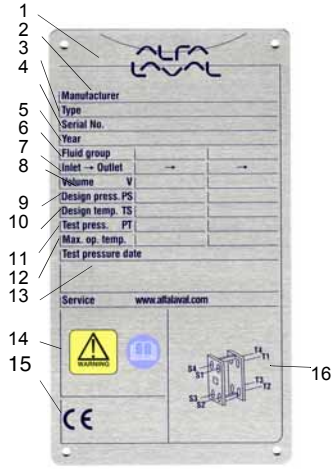 1
2
3
4
5
6
7
8
9
10
11
12
13
14
15
16
ALFA
LAVAL
Manufacturer
Type
Serial No.
Year
Fluid group
Inlet → Outlet → →
Volume V
Design press. PS
Design temp. TS
Test press. PT
Max. op. temp.
Test pressure date
Service www.alfalaval.com
WARNING
CE
S4 T4
S1 T1
S3 T3
S2 T2